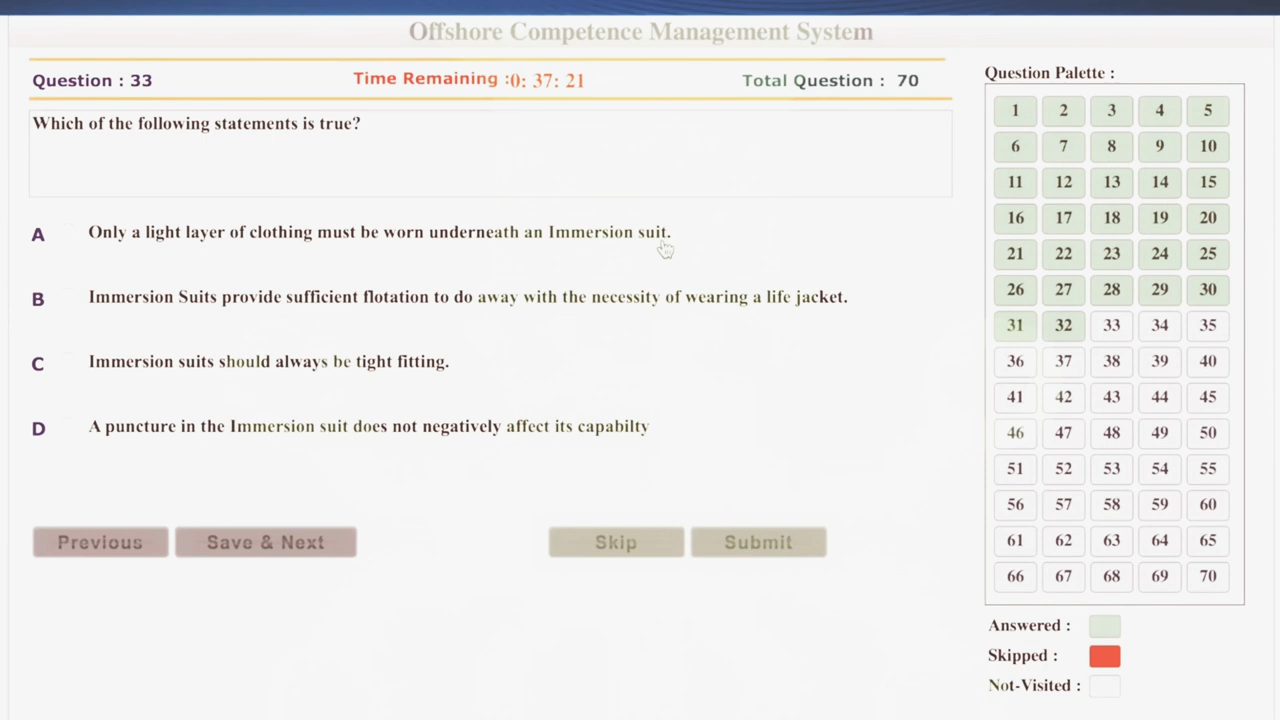 Offshore Competence Management System
Question : 33
Time Remaining :0: 37: 21
Total Question : 70
Which of the following statements is true?
A Only a light layer of clothing must be worn underneath an Immersion suit.
B Immersion Suits provide sufficient flotation to do away with the necessity of wearing a life jacket.
C Immersion suits should always be tight fitting.
D A puncture in the Immersion suit does not negatively affect its capabilty
Previous Save & Next Skip Submit
Question Palette :
1 2 3 4 5
6 7 8 9 10
11 12 13 14 15
16 17 18 19 20
21 22 23 24 25
26 27 28 29 30
31 32 33 34 35
36 37 38 39 40
41 42 43 44 45
46 47 48 49 50
51 52 53 54 55
56 57 58 59 60
61 62 63 64 65
66 67 68 69 70
Answered :
Skipped :
Not-Visited :